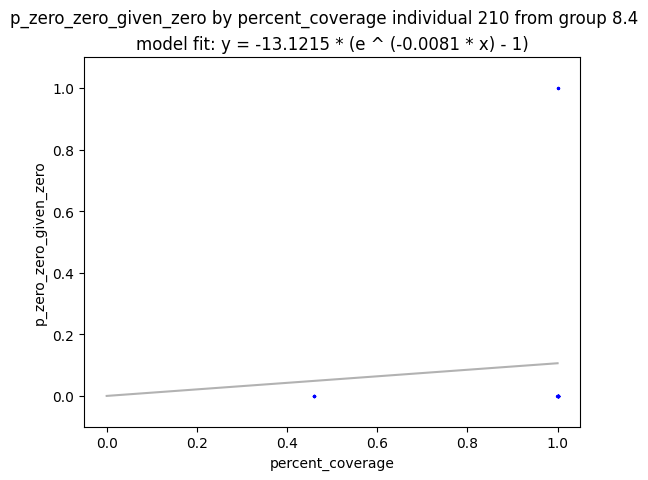 p_zero_zero_given_zero by percent_coverage individual 210 from group 8.4
model fit: y = -13.1215 * (e ^ (-0.0081 * x) - 1)
1.0
0.8
0.6
0.4
0.2
0.0
p_zero_zero_given_zero
0.0 0.2 0.4 0.6 0.8 1.0
percent_coverage